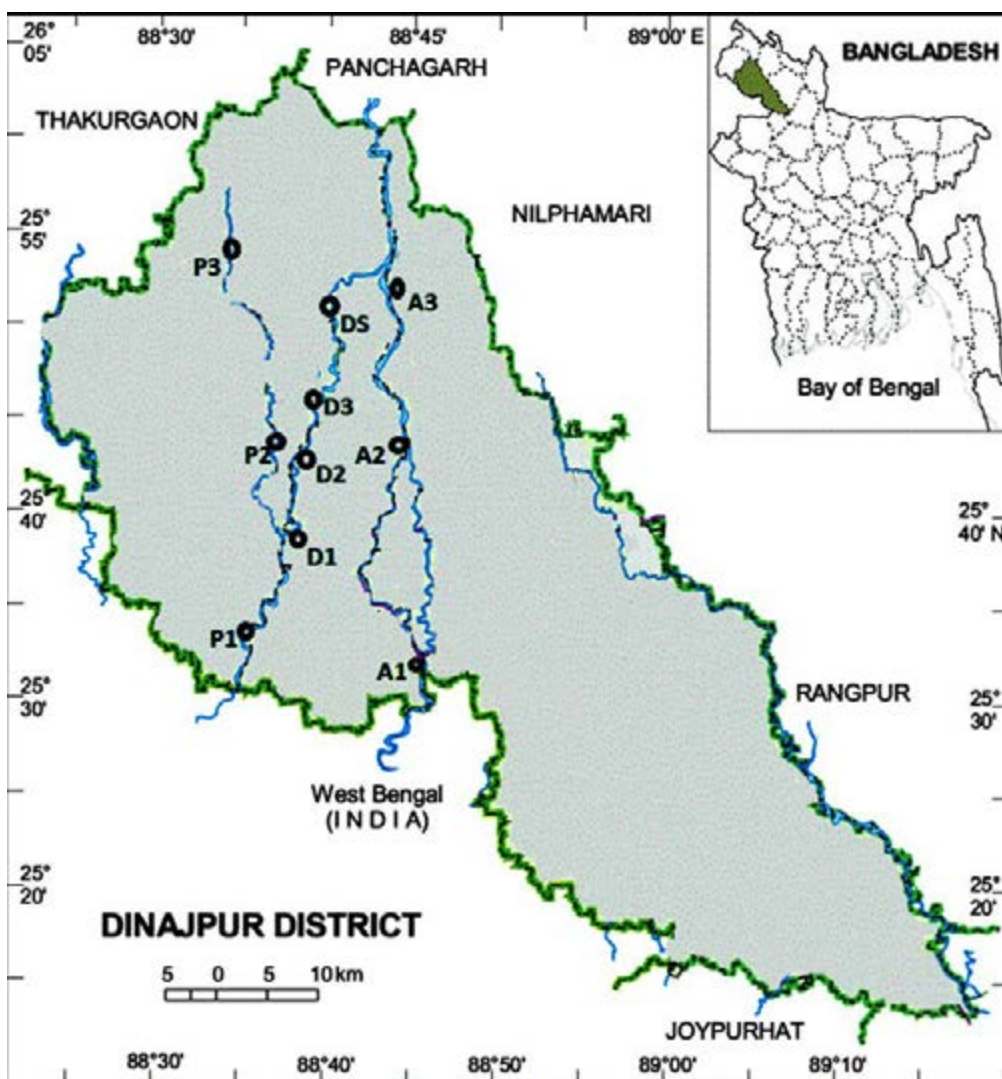 88°30' 88°45' 89°00' E
26°
05'
PANCHAGARH
BANGLADESH
THAKURGAON
25°
55'
NILPHAMARI
P3
A3
DS
Bay of Bengal
D3
P2
A2
D2
25°
40'
25°
40' N
D1
P1
A1
25°
30'
RANGPUR
25°
30'
West Bengal
(INDIA)
25°
20'
25°
20'
DINAJPUR DISTRICT
5 0 5 10 km
JOYPURHAT
88°30' 88°40' 88°50' 89°00' 89°10'